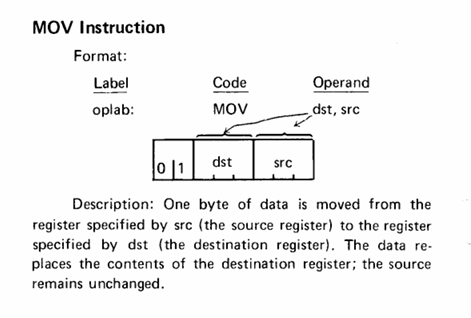 MOV Instruction
Format:
Label Code Operand
oplab: MOV dst, src
0 1 dst src
Description: One byte of data is moved from the
register specified by src (the source register) to the register
specified by dst (the destination register). The data re-
places the contents of the destination register; the source
remains unchanged.